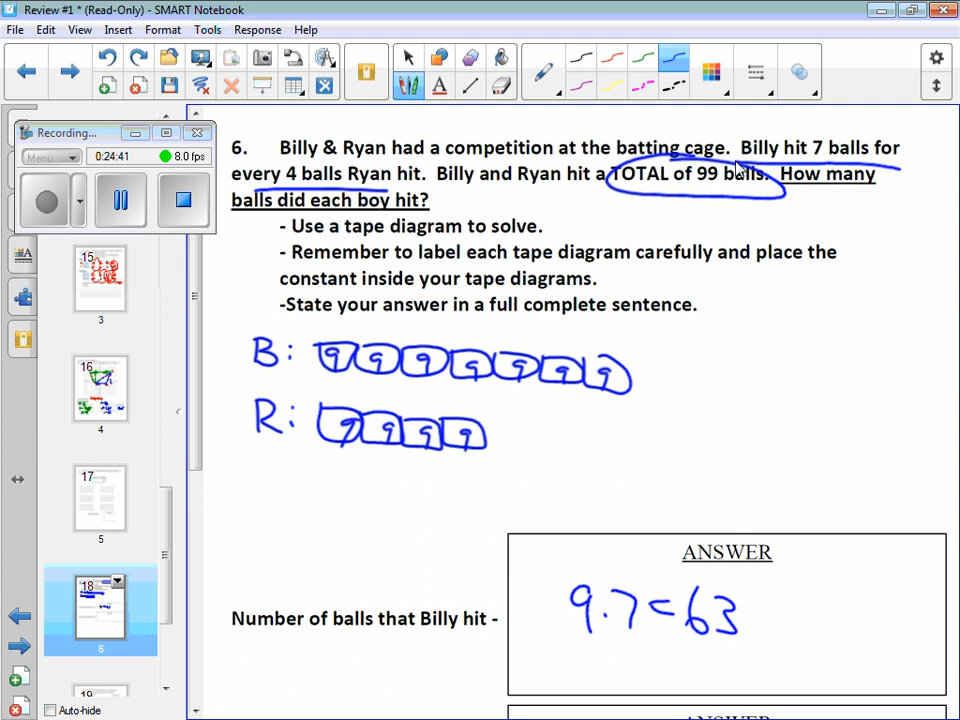 Review #1 * (Read-Only) - SMART Notebook
File Edit View Insert Format Tools Response Help
Recording...
Menu 0:24:41 8.0 fps
6. Billy & Ryan had a competition at the batting cage. Billy hit 7 balls for
every 4 balls Ryan hit. Billy and Ryan hit a TOTAL of 99 balls. How many
balls did each boy hit?
- Use a tape diagram to solve.
- Remember to label each tape diagram carefully and place the
constant inside your tape diagrams.
-State your answer in a full complete sentence.
B: 9 9 9 9 9 9 9
R: 9 9 9 9
ANSWER
9.7=63
Number of balls that Billy hit -
15
3
16
4
17
5
18
6
19
Auto-hide